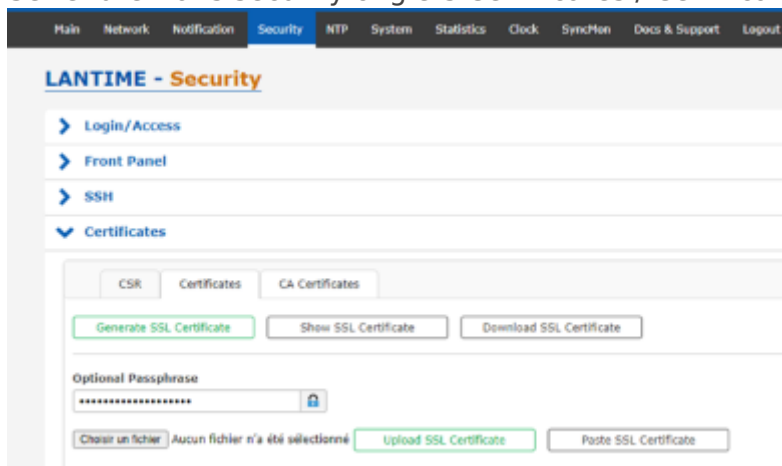 Main Network Notification Security NTP System Statistics Clock SyncMon Docs & Support Logout
LANTIME - Security
Login/Access
Front Panel
SSH
Certificates
CSR Certificates CA Certificates
Generate SSL Certificate Show SSL Certificate Download SSL Certificate
Optional Passphrase
*******************
Choisir un fichier Aucun fichier n'a été sélectionné Upload SSL Certificate Paste SSL Certificate